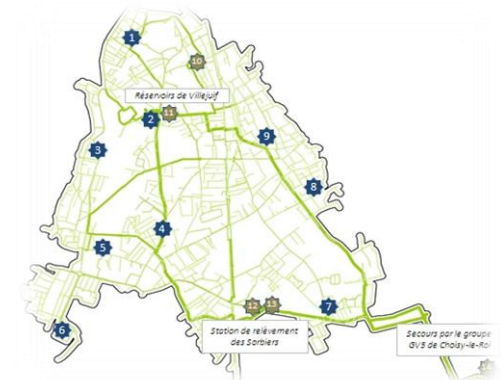 1
10
Réservoirs de Villejuif
2
11
9
3
8
4
5
12
13
7
6
Station de relèvement
des Sorbiers
Secours par le groupe
GV3 de Choisy-le-Roi